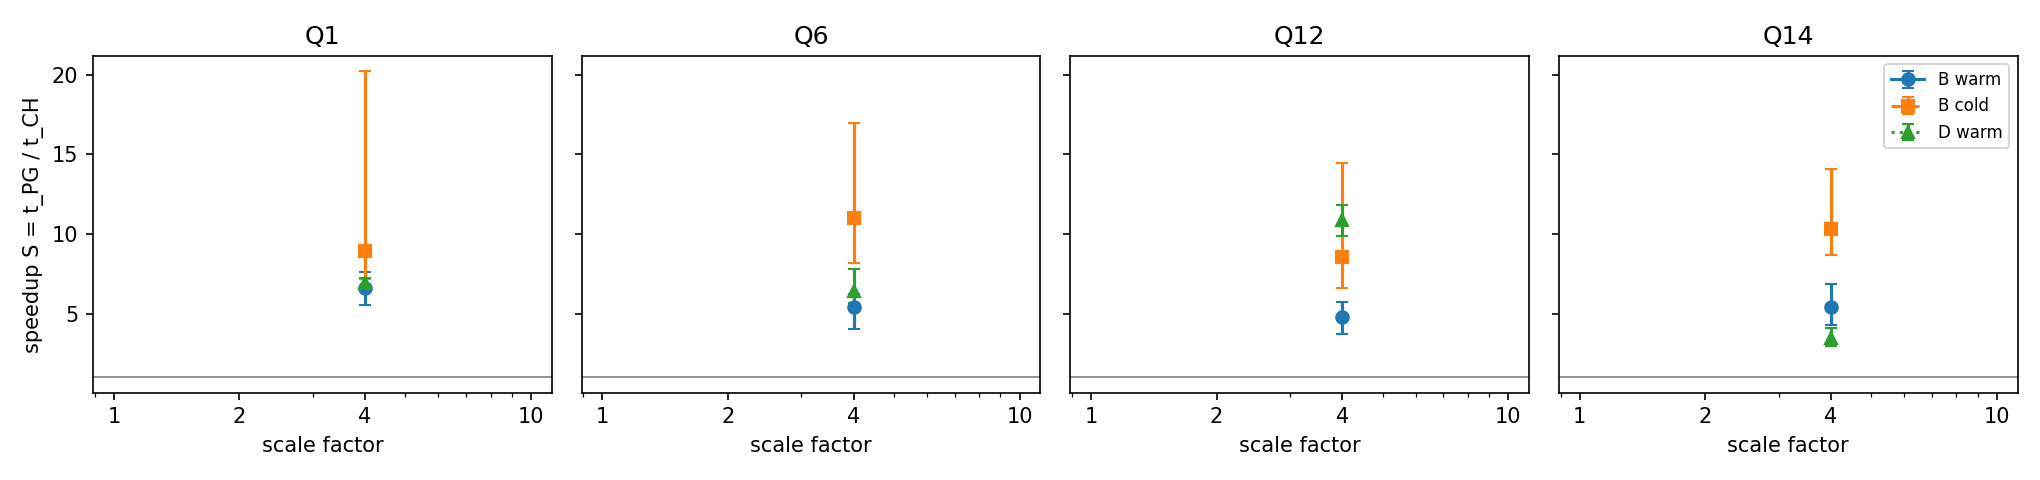 Q1
Q6
Q12
Q14
speedup S = t_PG / t_CH
20
15
10
5
B warm
B cold
D warm
1 2 4 10
1 2 4 10
1 2 4 10
1 2 4 10
scale factor
scale factor
scale factor
scale factor